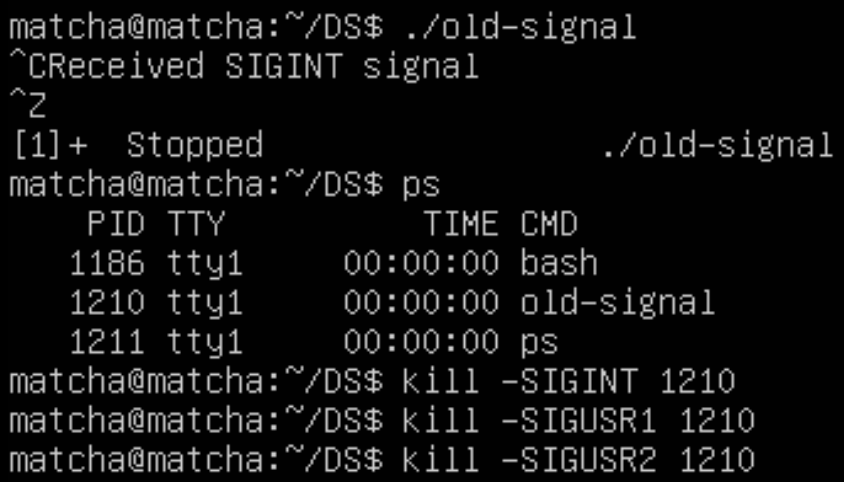 matcha@matcha:~/DS$ ./old-signal
^CReceived SIGINT signal
^Z
[1]+  Stopped                 ./old-signal
matcha@matcha:~/DS$ ps
    PID TTY          TIME CMD
   1186 tty1     00:00:00 bash
   1210 tty1     00:00:00 old-signal
   1211 tty1     00:00:00 ps
matcha@matcha:~/DS$ kill -SIGINT 1210
matcha@matcha:~/DS$ kill -SIGUSR1 1210
matcha@matcha:~/DS$ kill -SIGUSR2 1210